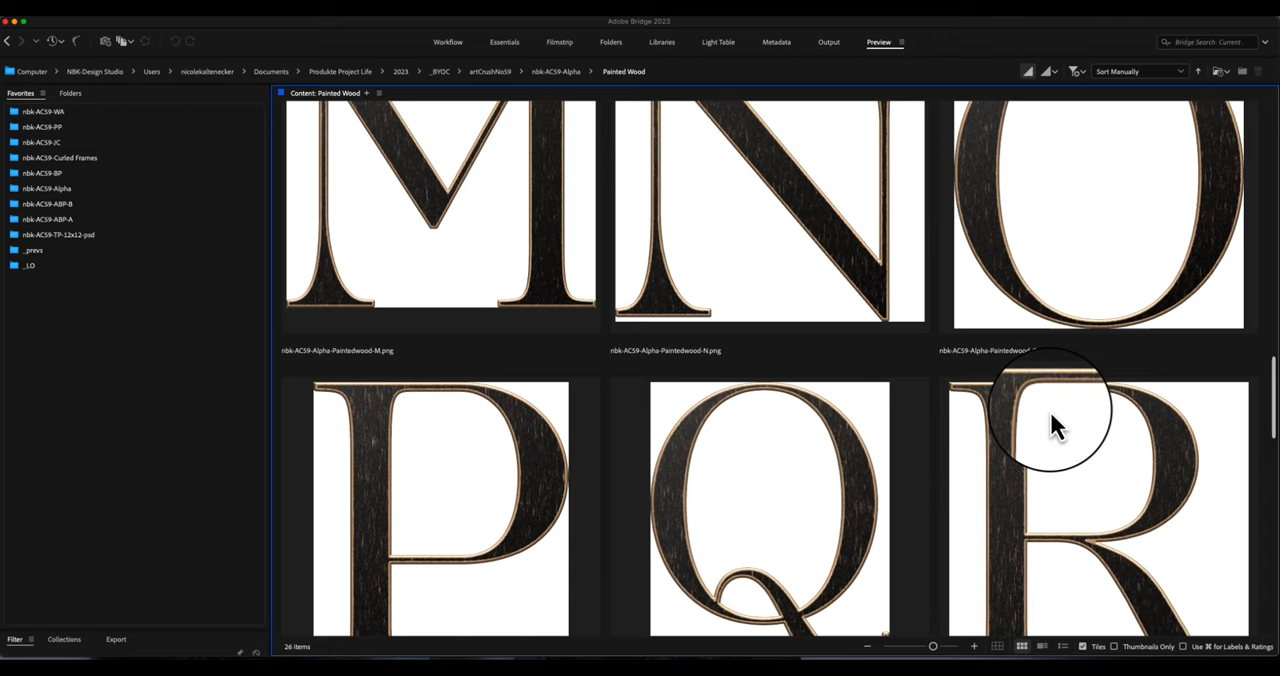 Adobe Bridge 2023
Workflow Essentials Filmstrip Folders Libraries Light Table Metadata Output Preview
Bridge Search: Current
Computer NBK-Design Studio Users nicolekaltenecker Documents Produkte Project Life 2023 _BYOC artCrushNo59 nbk-AC59-Alpha Painted Wood
Sort Manually
Favorites Folders
Content: Painted Wood
nbk-AC59-WA
nbk-AC59-PP
nbk-AC59-JC
nbk-AC59-Curled Frames
nbk-AC59-BP
nbk-AC59-Alpha
nbk-AC59-ABP-B
nbk-AC59-ABP-A
nbk-AC59-TP-12x12-psd
_prevs
_LO
M N O
nbk-AC59-Alpha-Paintedwood-M.png
nbk-AC59-Alpha-Paintedwood-N.png
nbk-AC59-Alpha-Paintedwood-
P Q R
Filter Collections Export
26 items
Tiles Thumbnails Only Use ⌘ for Labels & Ratings